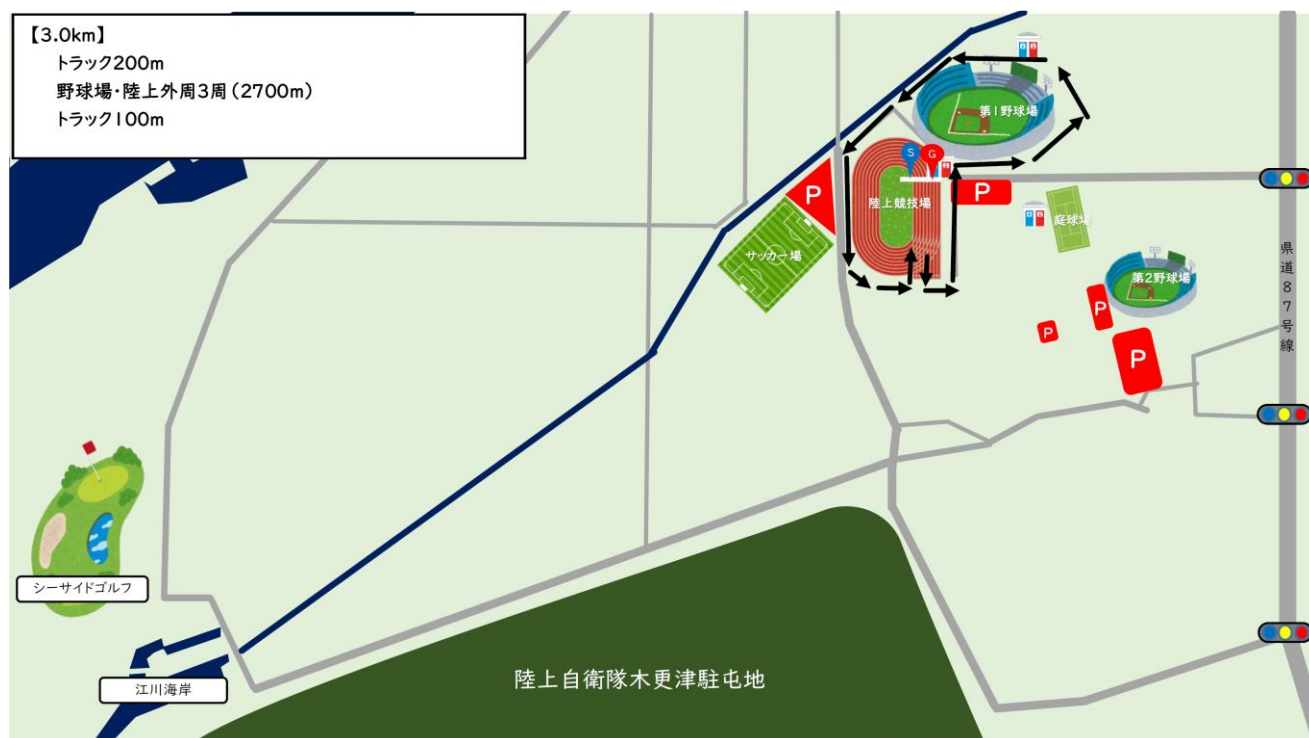 【3.0km】
トラック200m
野球場・陸上外周3周(2700m)
トラック100m
第1野球場
S
G
P
陸上競技場
P
庭球場
サッカー場
第2野球場
P
P
P
県道87号線
シーサイドゴルフ
江川海岸
陸上自衛隊木更津駐屯地